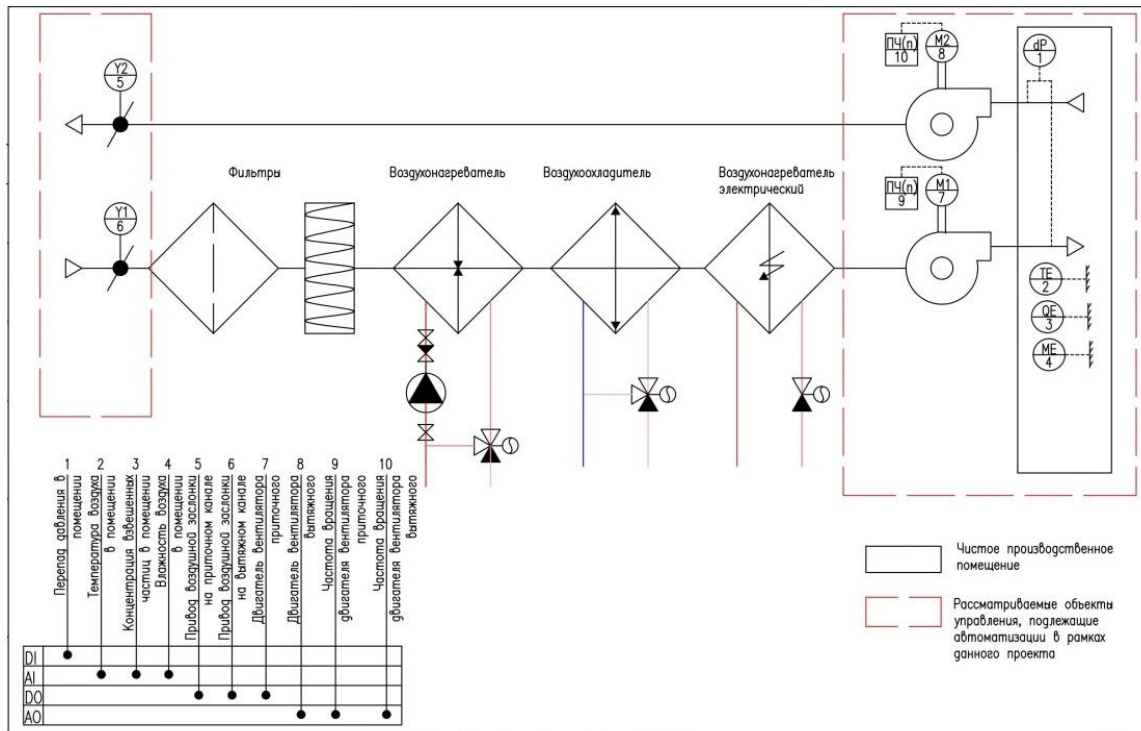 Y2
5
Y1
6
Фильтры
Воздухонагреватель
Воздухоохладитель
Воздухонагреватель
электрический
ПЧ(n)
10
M2
8
dP
1
ПЧ(n)
9
M1
7
TE
2
QE
3
ME
4
1
2
3
4
5
6
7
8
9
10
Перепад давления в
помещении
Температура воздуха
в помещении
Концентрация взвешенных
частиц в помещении
Влажность воздуха
в помещении
Привод воздушной заслонки
на приточном канале
Привод воздушной заслонки
на вытяжном канале
Двигатель вентилятора
приточного
Двигатель вентилятора
вытяжного
Частота вращения
двигателя вентилятора
приточного
Частота вращения
двигателя вентилятора
вытяжного
DI
AI
DO
AO
Чистое производственное
помещение
Рассматриваемые объекты
управления, подлежащие
автоматизации в рамках
данного проекта